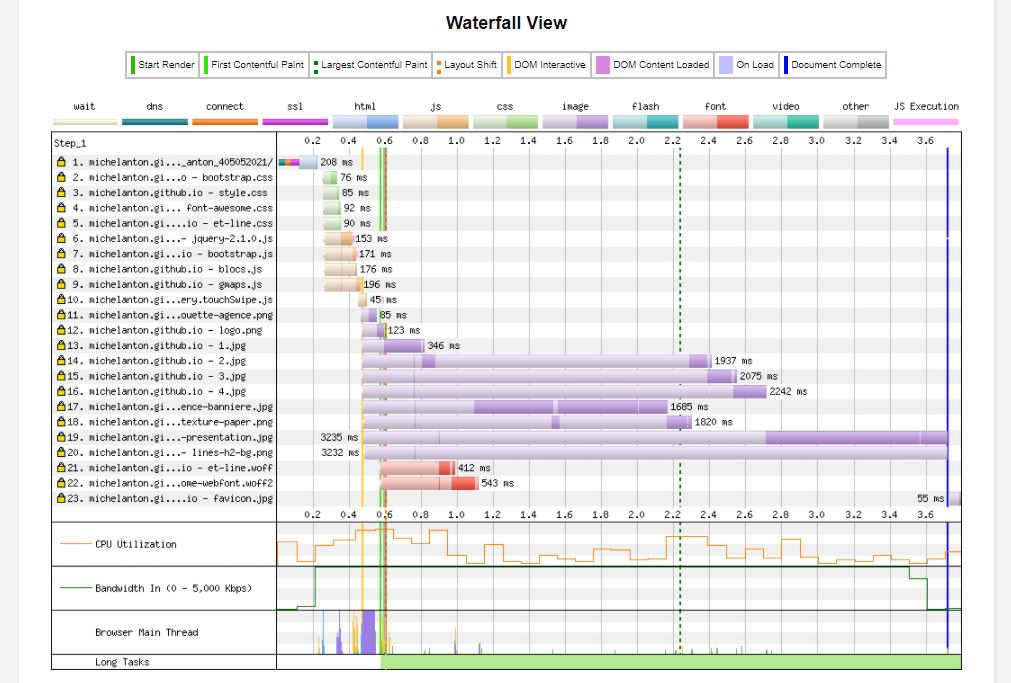 Waterfall View
Start Render First Contentful Paint Largest Contentful Paint Layout Shift DOM Interactive DOM Content Loaded On Load Document Complete
wait dns connect ssl html js css image flash font video other JS Execution
Step_1 0.2 0.4 0.6 0.8 1.0 1.2 1.4 1.6 1.8 2.0 2.2 2.4 2.6 2.8 3.0 3.2 3.4 3.6
1. michelanton.gi..._anton_405052021/ 208 ms
2. michelanton.gi...o - bootstrap.css 76 ms
3. michelanton.github.io - style.css 85 ms
4. michelanton.gi... font-awesome.css 92 ms
5. michelanton.gi....io - et-line.css 90 ms
6. michelanton.gi...- jquery-2.1.0.js 153 ms
7. michelanton.gi...io - bootstrap.js 171 ms
8. michelanton.github.io - blocs.js 176 ms
9. michelanton.github.io - gmaps.js 196 ms
10. michelanton.gi...ery.touchSwipe.js 45 ms
11. michelanton.gi...ouette-agence.png 85 ms
12. michelanton.github.io - logo.png 123 ms
13. michelanton.github.io - 1.jpg 346 ms
14. michelanton.github.io - 2.jpg 1937 ms
15. michelanton.github.io - 3.jpg 2075 ms
16. michelanton.github.io - 4.jpg 2242 ms
17. michelanton.gi...ence-banniere.jpg 1685 ms
18. michelanton.gi...texture-paper.png 1820 ms
19. michelanton.gi...-presentation.jpg 3235 ms
20. michelanton.gi...- lines-h2-bg.png 3232 ms
21. michelanton.gi...io - et-line.woff 412 ms
22. michelanton.gi...ome-webfont.woff2 543 ms
23. michelanton.gi....io - favicon.jpg 55 ms
0.2 0.4 0.6 0.8 1.0 1.2 1.4 1.6 1.8 2.0 2.2 2.4 2.6 2.8 3.0 3.2 3.4 3.6
CPU Utilization
Bandwidth In (0 - 5,000 Kbps)
Browser Main Thread
Long Tasks